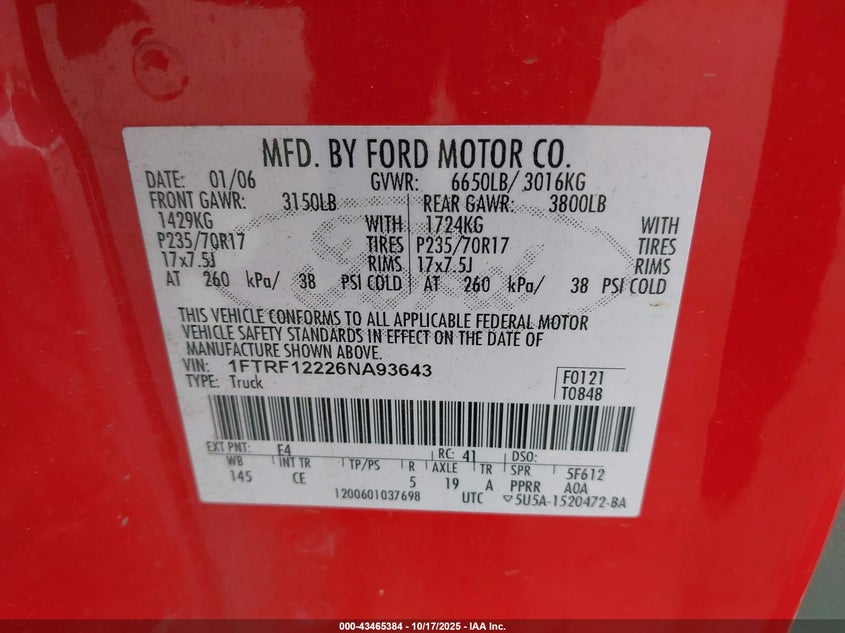 MFD. BY FORD MOTOR CO.
DATE: 01/06 GVWR: 6650LB/ 3016KG
FRONT GAWR: 3150LB REAR GAWR: 3800LB
1429KG WITH 1724KG WITH
P235/70R17 TIRES P235/70R17 TIRES
17x7.5J RIMS 17x7.5J RIMS
AT 260 kPa/ 38 PSI COLD AT 260 kPa/ 38 PSI COLD
THIS VEHICLE CONFORMS TO ALL APPLICABLE FEDERAL MOTOR
VEHICLE SAFETY STANDARDS IN EFFECT ON THE DATE OF
MANUFACTURE SHOWN ABOVE.
VIN: 1FTRF12226NA93643
TYPE: Truck
F0121
T0848
EXT PNT: F4 RC: 41 DSO:
WB INT TR TP/PS R AXLE TR SPR 5F612
145 CE 5 19 A PPRR A0A
1200601037698 UTC ▽5U5A-1520472-BA
000-43465384 | 10/17/2025 | IAA Inc.